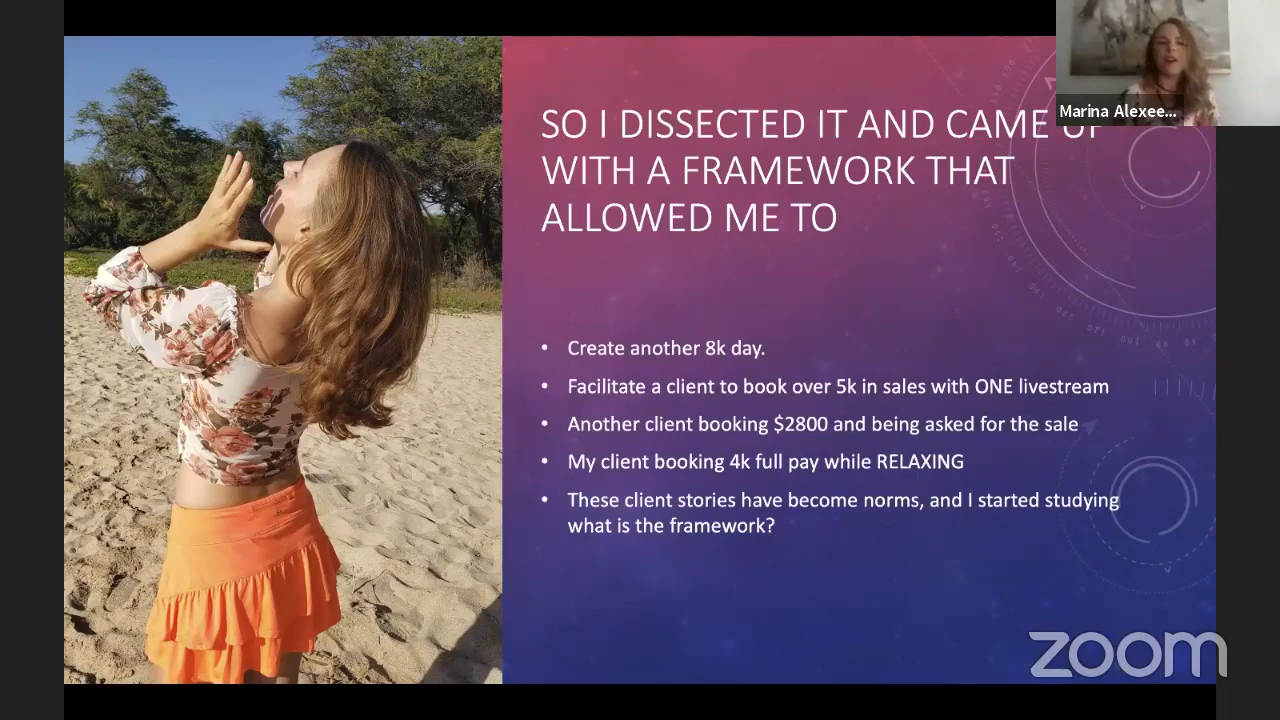 Marina Alexee...
SO I DISSECTED IT AND CAME UP
WITH A FRAMEWORK THAT
ALLOWED ME TO
• Create another 8k day.
• Facilitate a client to book over 5k in sales with ONE livestream
• Another client booking $2800 and being asked for the sale
• My client booking 4k full pay while RELAXING
• These client stories have become norms, and I started studying
what is the framework?
zoom